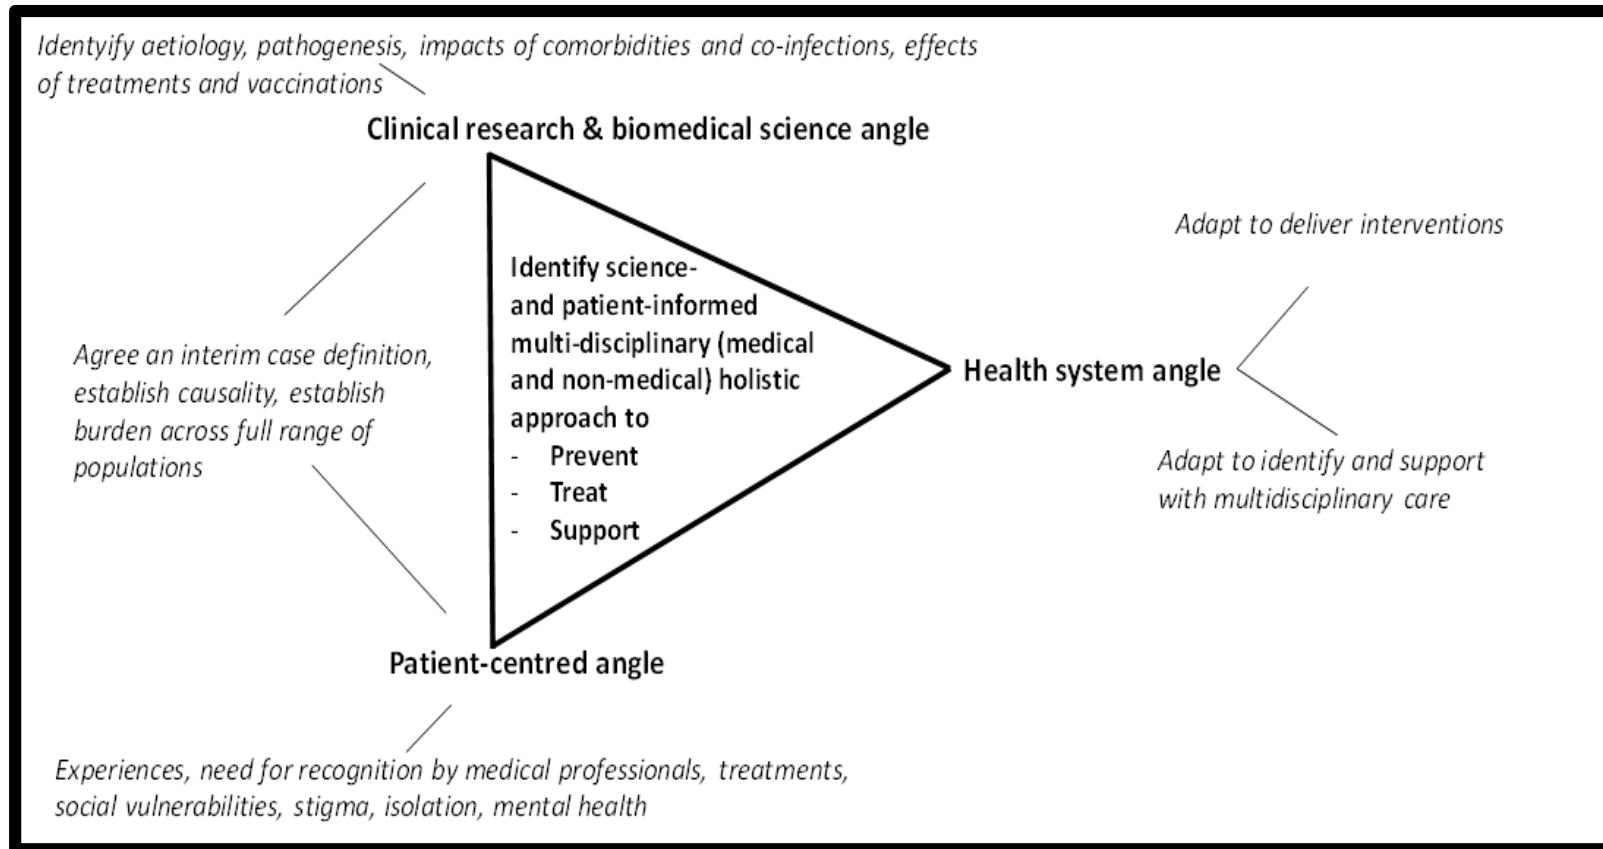 Identyify aetiology, pathogenesis, impacts of comorbidities and co-infections, effects
of treatments and vaccinations
Clinical research & biomedical science angle
Adapt to deliver interventions
Identify science-
and patient-informed
multi-disciplinary (medical
and non-medical) holistic
approach to
- Prevent
- Treat
- Support
Health system angle
Agree an interim case definition,
establish causality, establish
burden across full range of
populations
Adapt to identify and support
with multidisciplinary care
Patient-centred angle
Experiences, need for recognition by medical professionals, treatments,
social vulnerabilities, stigma, isolation, mental health